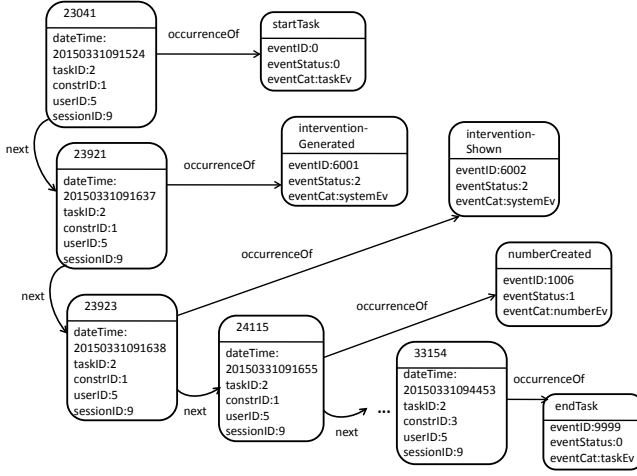 23041
dateTime:
20150331091524
taskID:2
constrID:1
userID:5
sessionID:9
occurrenceOf
startTask
eventID:0
eventStatus:0
eventCat:taskEv
next
23921
dateTime:
20150331091637
taskID:2
constrID:1
userID:5
sessionID:9
occurrenceOf
intervention-
Generated
eventID:6001
eventStatus:2
eventCat:systemEv
intervention-
Shown
eventID:6002
eventStatus:2
eventCat:systemEv
next
23923
dateTime:
20150331091638
taskID:2
constrID:1
userID:5
sessionID:9
occurrenceOf
next
24115
dateTime:
20150331091655
taskID:2
constrID:1
userID:5
sessionID:9
occurrenceOf
numberCreated
eventID:1006
eventStatus:1
eventCat:numberEv
next
...
33154
dateTime:
20150331094453
taskID:2
constrID:3
userID:5
sessionID:9
occurrenceOf
endTask
eventID:9999
eventStatus:0
eventCat:taskEv